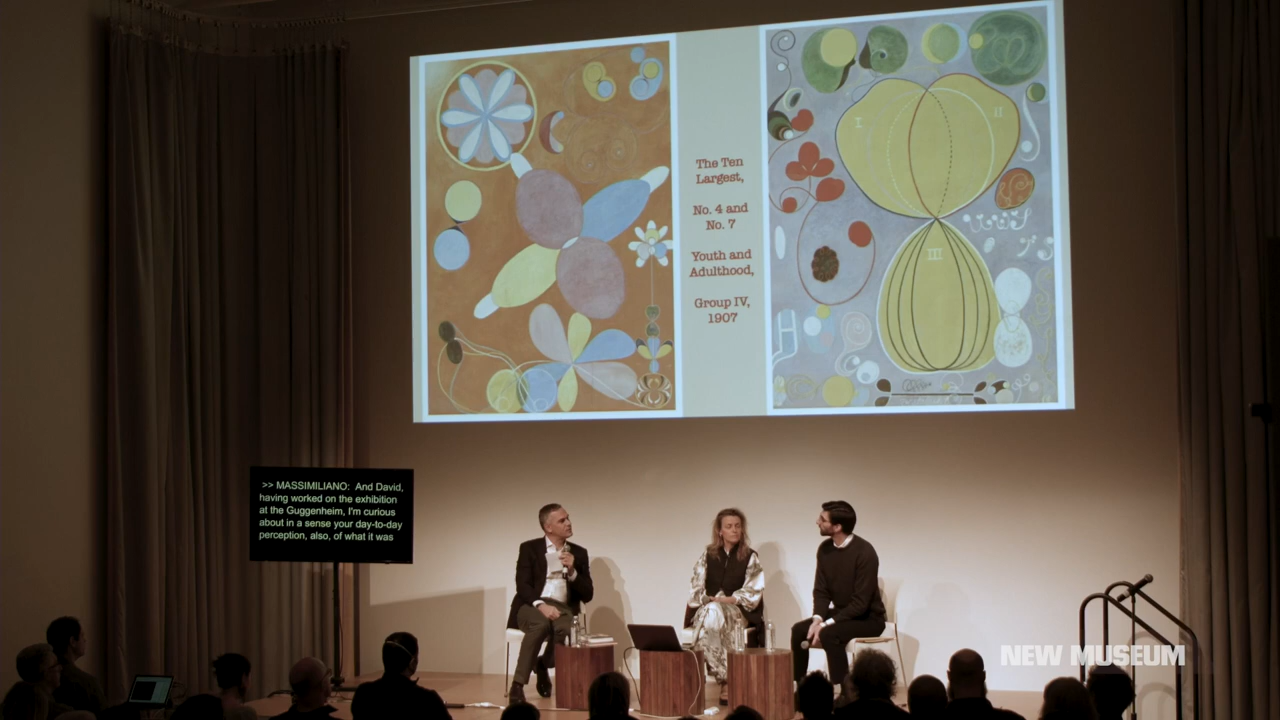 The Ten
Largest,
No. 4 and
No. 7
Youth and
Adulthood,
Group IV,
1907
I
II
III
>> MASSIMILIANO: And David,
having worked on the exhibition
at the Guggenheim, I'm curious
about in a sense your day-to-day
perception, also, of what it was
NEW MUSEUM